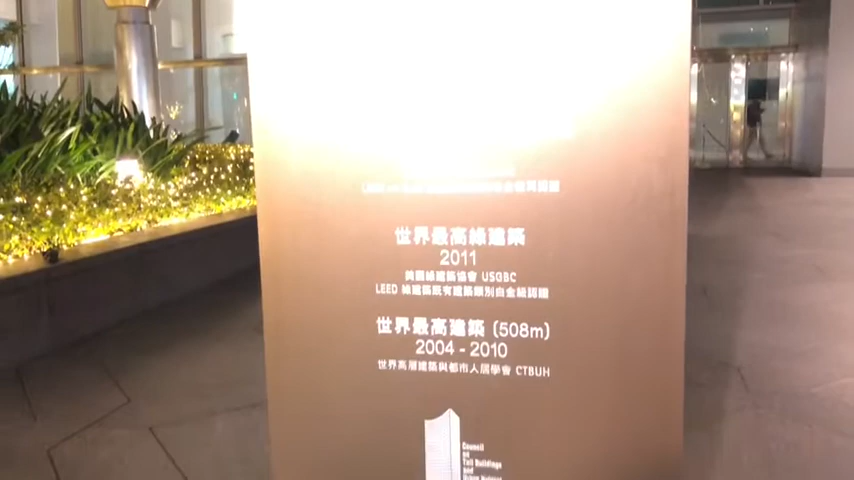 世界最高綠建築
2011
美國綠建築協會 USGBC
LEED 綠建築既有建築類別白金級認證
世界最高建築 (508m)
2004 - 2010
世界高層建築與都市人居學會 CTBUH
Council
on
Tall Buildings
and
Urban Habitat